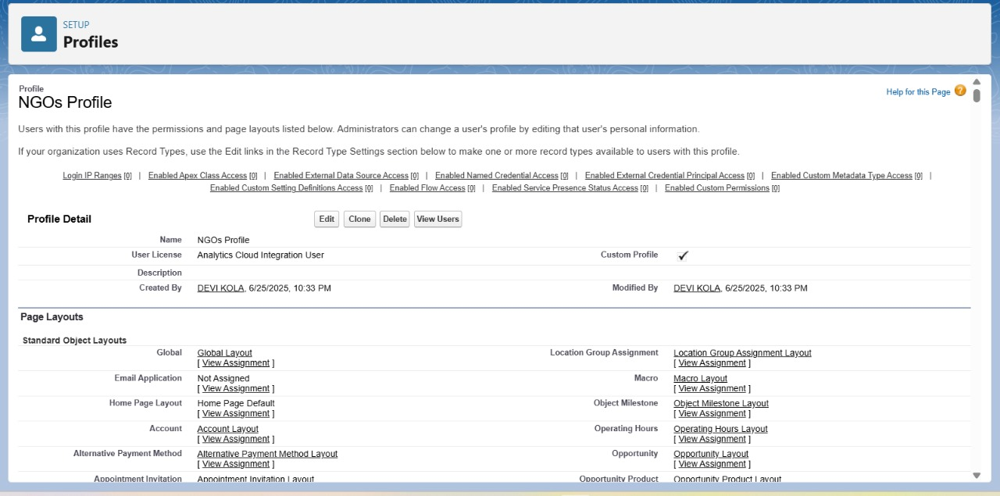 SETUP
Profiles
Profile
NGOs Profile
Help for this Page ?
Users with this profile have the permissions and page layouts listed below. Administrators can change a user's profile by editing that user's personal information.
If your organization uses Record Types, use the Edit links in the Record Type Settings section below to make one or more record types available to users with this profile.
Login IP Ranges [0] | Enabled Apex Class Access [0] | Enabled External Data Source Access [0] | Enabled Named Credential Access [0] | Enabled External Credential Principal Access [0] | Enabled Custom Metadata Type Access [0] |
Enabled Custom Setting Definitions Access [0] | Enabled Flow Access [0] | Enabled Service Presence Status Access [0] | Enabled Custom Permissions [0]
Profile Detail Edit Clone Delete View Users
Name NGOs Profile
User License Analytics Cloud Integration User Custom Profile ✓
Description
Created By DEVI KOLA, 6/25/2025, 10:33 PM Modified By DEVI KOLA, 6/25/2025, 10:33 PM
Page Layouts
Standard Object Layouts
Global Global Layout Location Group Assignment Location Group Assignment Layout
[ View Assignment ] [ View Assignment ]
Email Application Not Assigned Macro Macro Layout
[ View Assignment ] [ View Assignment ]
Home Page Layout Home Page Default Object Milestone Object Milestone Layout
[ View Assignment ] [ View Assignment ]
Account Account Layout Operating Hours Operating Hours Layout
[ View Assignment ] [ View Assignment ]
Alternative Payment Method Alternative Payment Method Layout Opportunity Opportunity Layout
[ View Assignment ] [ View Assignment ]
Appointment Invitation Appointment Invitation Layout Opportunity Product Opportunity Product Layout